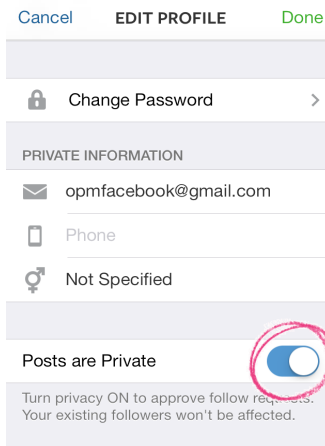 Cancel EDIT PROFILE Done
Change Password
PRIVATE INFORMATION
opmfacebook@gmail.com
Phone
Not Specified
Posts are Private
Turn privacy ON to approve follow requests.
Your existing followers won't be affected.